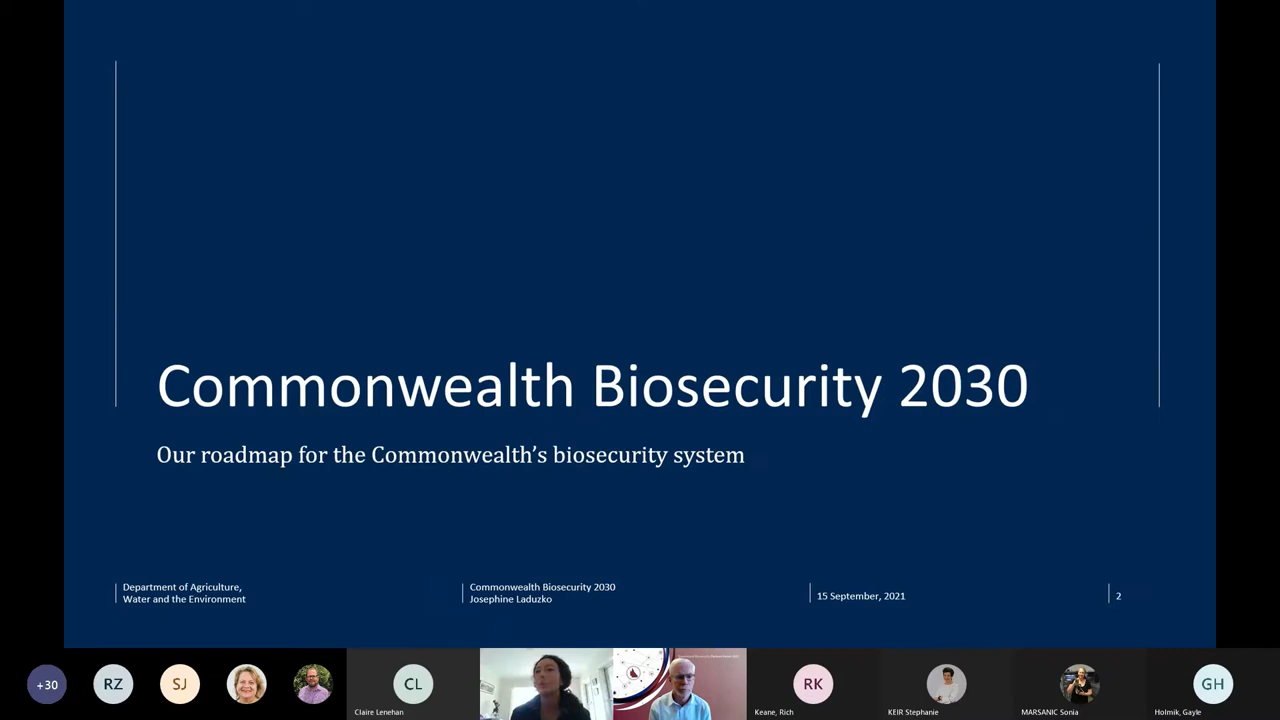 Commonwealth Biosecurity 2030
Our roadmap for the Commonwealth’s biosecurity system
Department of Agriculture,
Water and the Environment
Commonwealth Biosecurity 2030
Josephine Laduzko
15 September, 2021
2
+30
RZ
SJ
CL
Claire Lenehan
RK
Keane, Rich
KEIR Stephanie
MARSANIC Sonia
GH
Holmik, Gayle